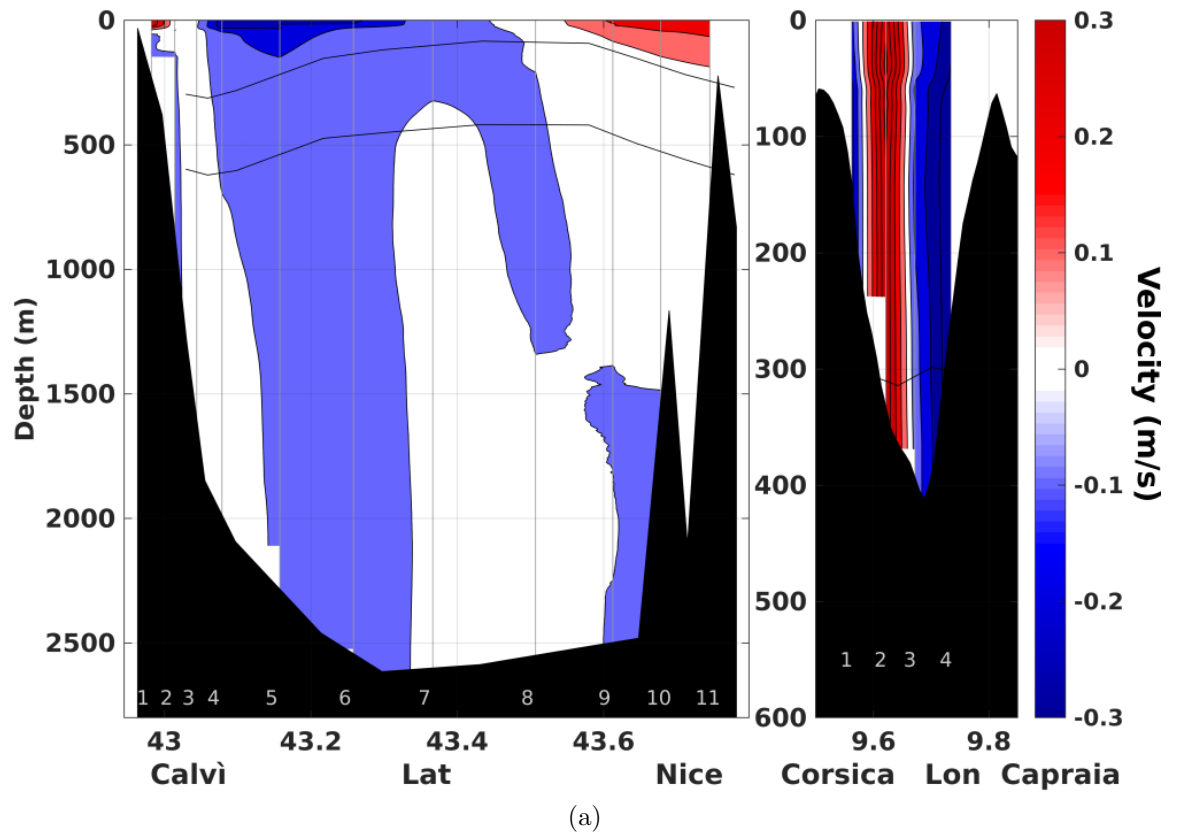 0
500
1000
1500
2000
2500
Depth (m)
1 2 3 4 5 6 7 8 9 10 11
43 43.2 43.4 43.6
Calvì Lat Nice
0
100
200
300
400
500
600
1 2 3 4
9.6 9.8
Corsica Lon Capraia
0.3
0.2
0.1
0
-0.1
-0.2
-0.3
Velocity (m/s)
(a)